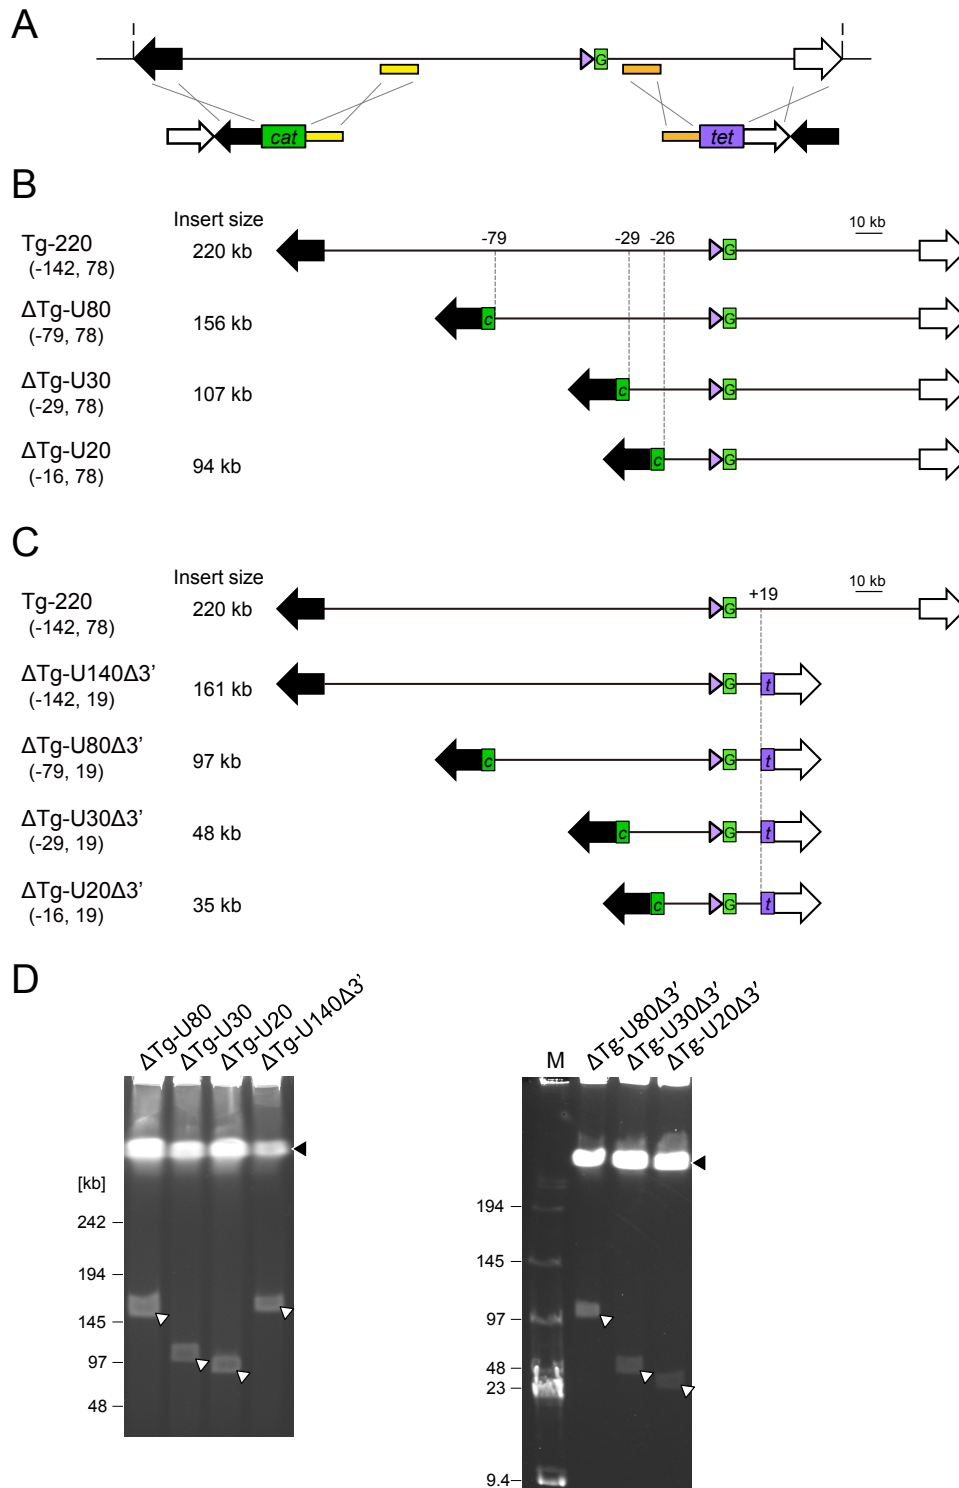 A
I I
G
cat tet
B
Insert size
Tg-220
(-142, 78)
220 kb
-79 -29 -26
10 kb
G
ΔTg-U80
(-79, 78)
156 kb
c G
ΔTg-U30
(-29, 78)
107 kb
c G
ΔTg-U20
(-16, 78)
94 kb
c G
C
Insert size
Tg-220
(-142, 78)
220 kb
G
+19
10 kb
ΔTg-U140Δ3’
(-142, 19)
161 kb
G t
ΔTg-U80Δ3’
(-79, 19)
97 kb
c G t
ΔTg-U30Δ3’
(-29, 19)
48 kb
c G t
ΔTg-U20Δ3’
(-16, 19)
35 kb
c G t
D
ΔTg-U80
ΔTg-U30
ΔTg-U20
ΔTg-U140Δ3’
[kb]
242
194
145
97
48
M
ΔTg-U80Δ3’
ΔTg-U30Δ3’
ΔTg-U20Δ3’
194
145
97
48
23
9.4